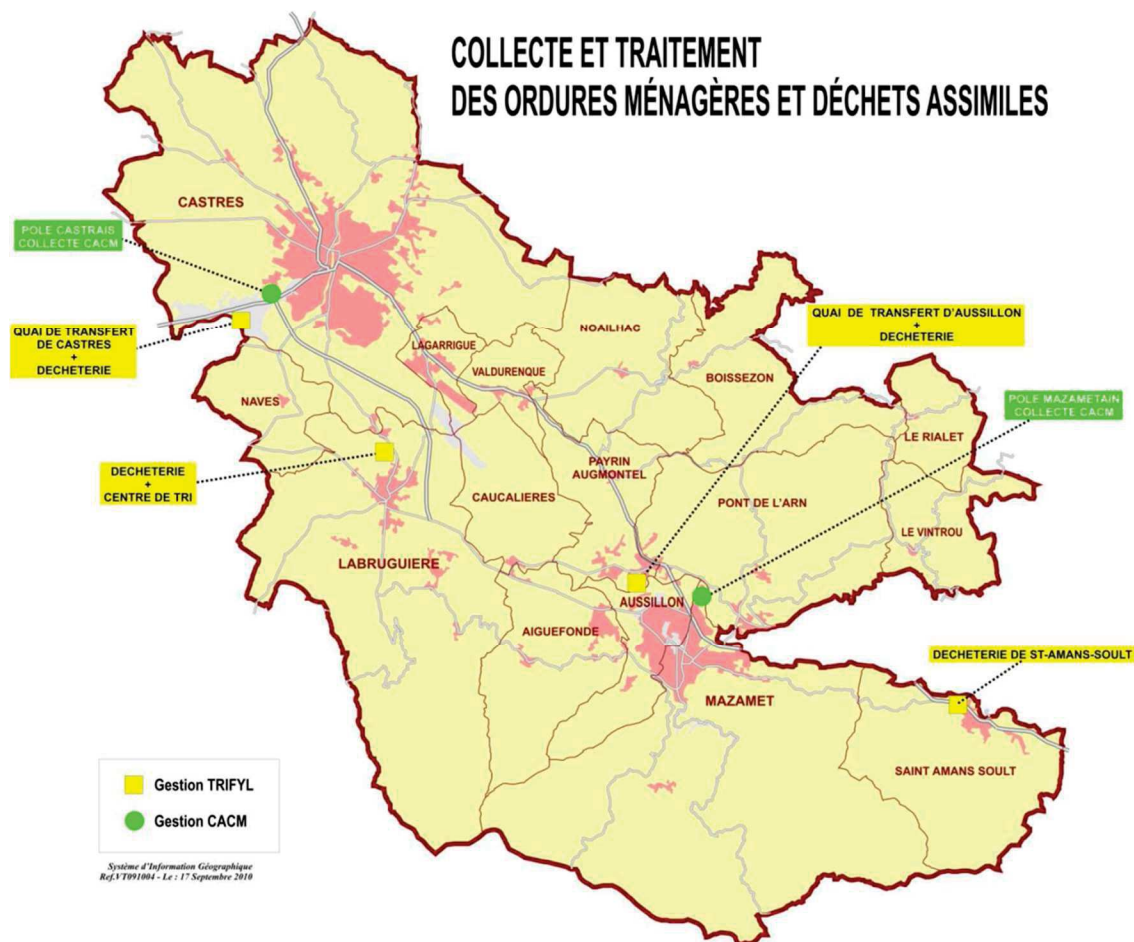 COLLECTE ET TRAITEMENT
DES ORDURES MÉNAGÈRES ET DÉCHETS ASSIMILES
CASTRES
POLE CASTRAIS
COLLECTE CACM
QUAI DE TRANSFERT
DE CASTRES
+
DECHETERIE
QUAI DE TRANSFERT D'AUSSILLON
+
DECHETERIE
NOAILHAC
LAGARRIGUE
VALDURENQUE
BOISSEZON
NAVES
POLE MAZAMETAIN
COLLECTE CACM
LE RIALET
DECHETERIE
+
CENTRE DE TRI
PAYRIN
AUGMONTEL
CAUCALIERES
PONT DE L'ARN
LE VINTROU
LABRUGUIERE
AUSSILLON
AIGUEFONDE
DECHETERIE DE ST-AMANS-SOULT
MAZAMET
SAINT AMANS SOULT
Gestion TRIFYL
Gestion CACM
Système d'Information Géographique
Ref.VT091004 - Le : 17 Septembre 2010